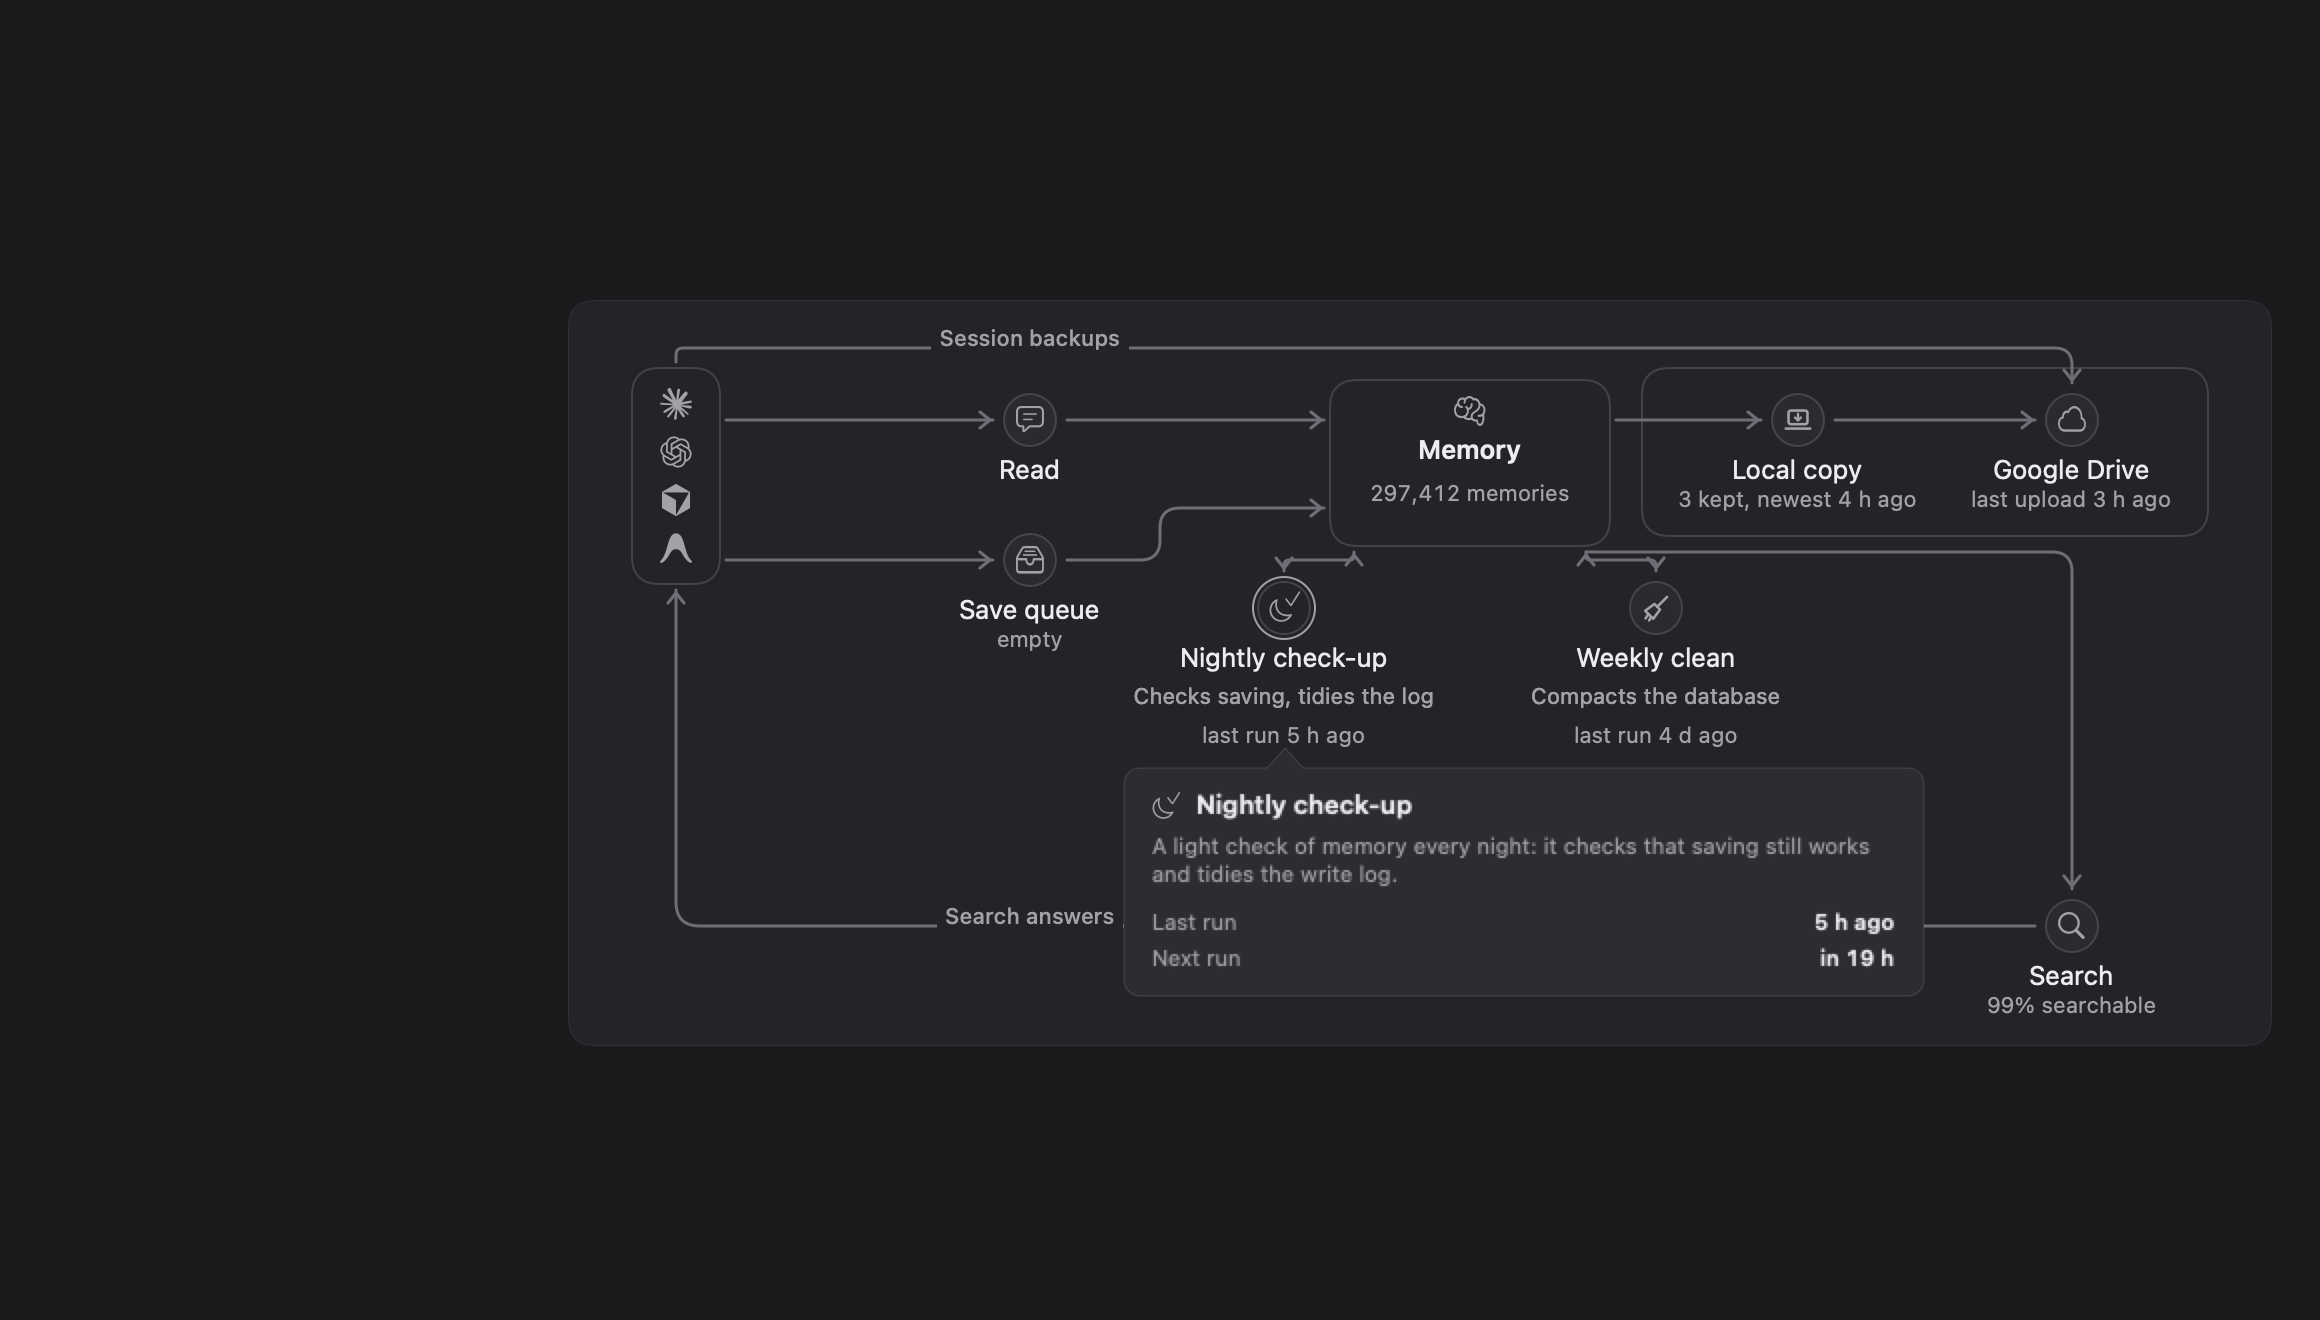 Session backups
Read
Memory
297,412 memories
Local copy
3 kept, newest 4 h ago
Google Drive
last upload 3 h ago
Save queue
empty
Nightly check-up
Checks saving, tidies the log
last run 5 h ago
Weekly clean
Compacts the database
last run 4 d ago
Nightly check-up
A light check of memory every night: it checks that saving still works
and tidies the write log.
Last run 5 h ago
Next run in 19 h
Search answers
Search
99% searchable